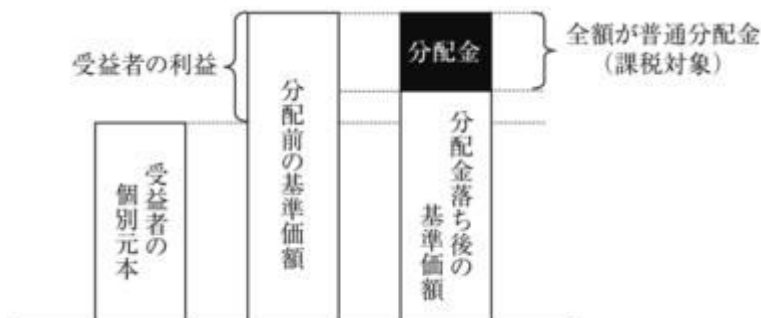 受益者の利益
受益者の
個別元本
分配前の基準価額
分配金
分配金落ち後の
基準価額
全額が普通分配金
（課税対象）